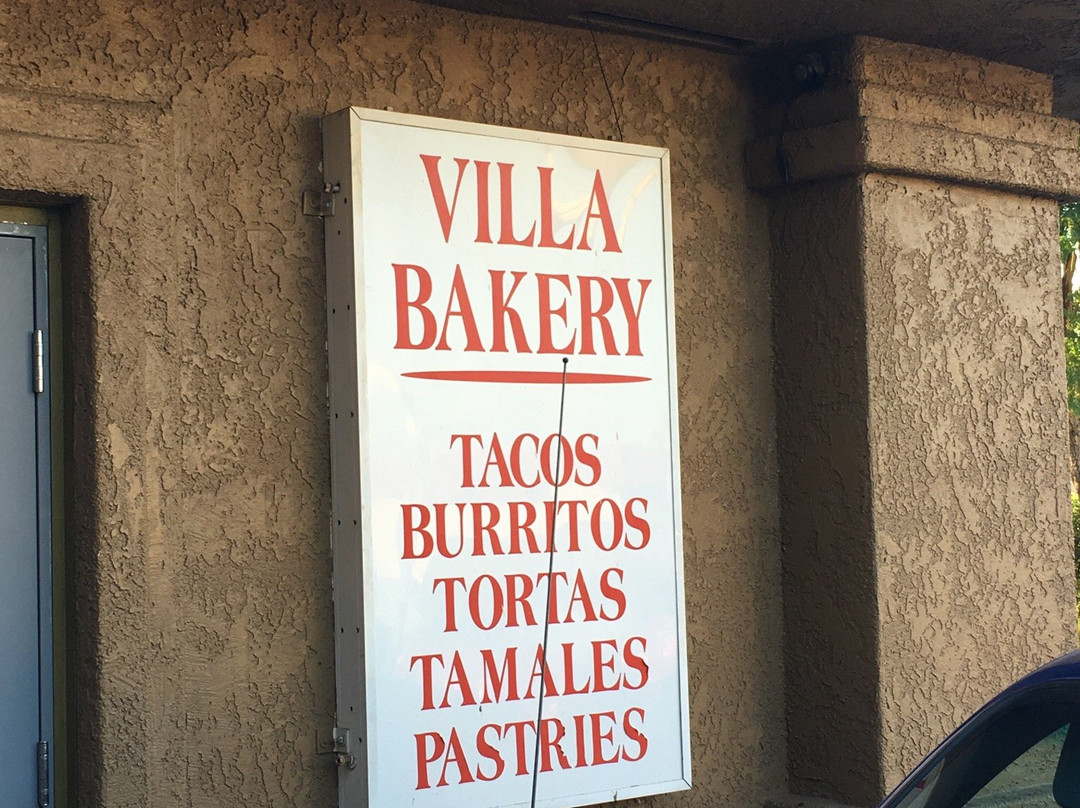 VILLA
BAKERY
TACOS
BURRITOS
TORTAS
TAMALES
PASTRIES